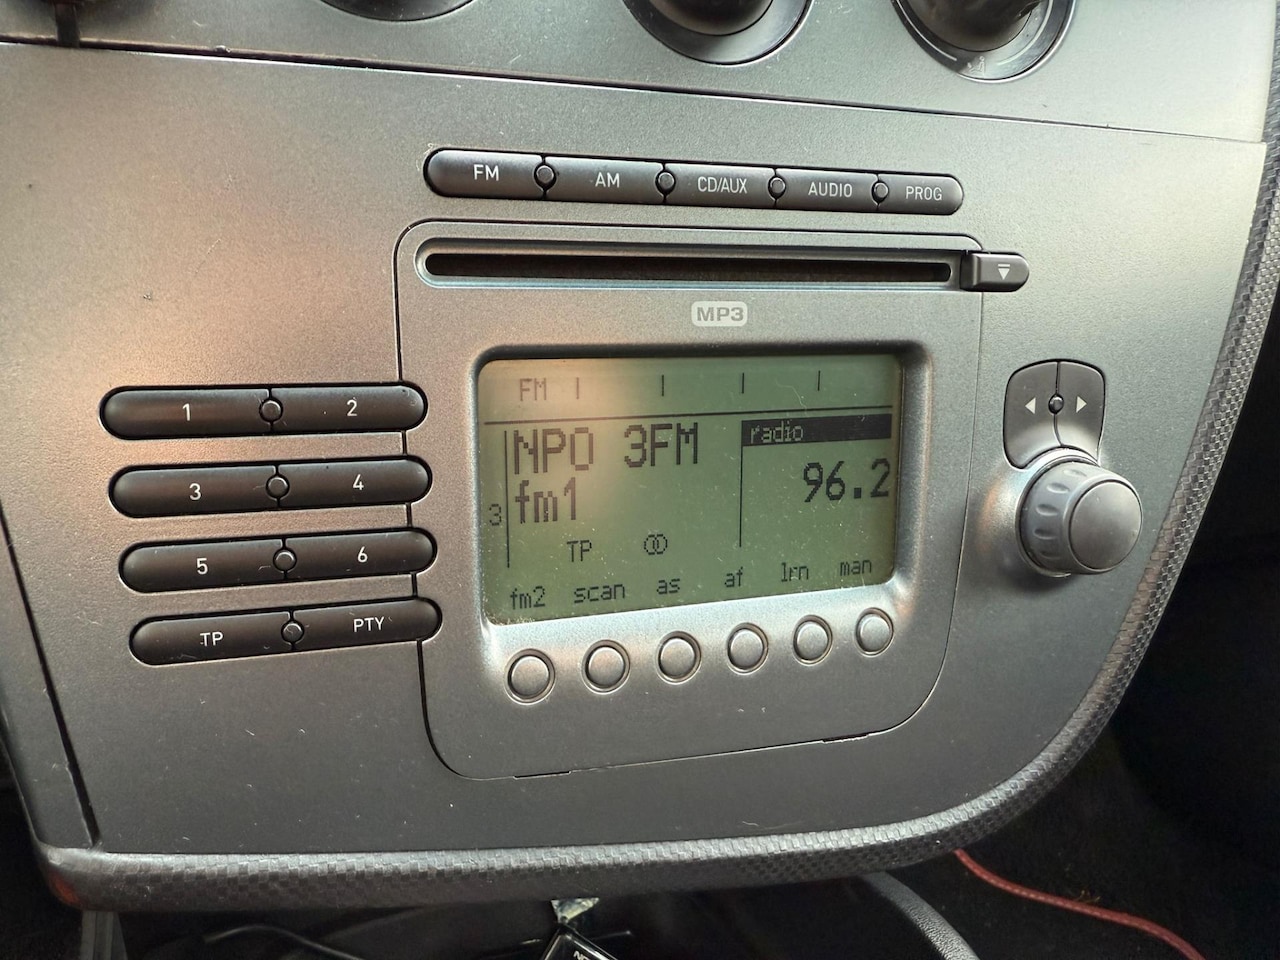 FM AM CD/AUX AUDIO PROG
MP3
1 2
3 4
5 6
TP PTY
FM
NPO 3FM radio
96.2
3 fm1
TP
fm2 scan as af lrn man